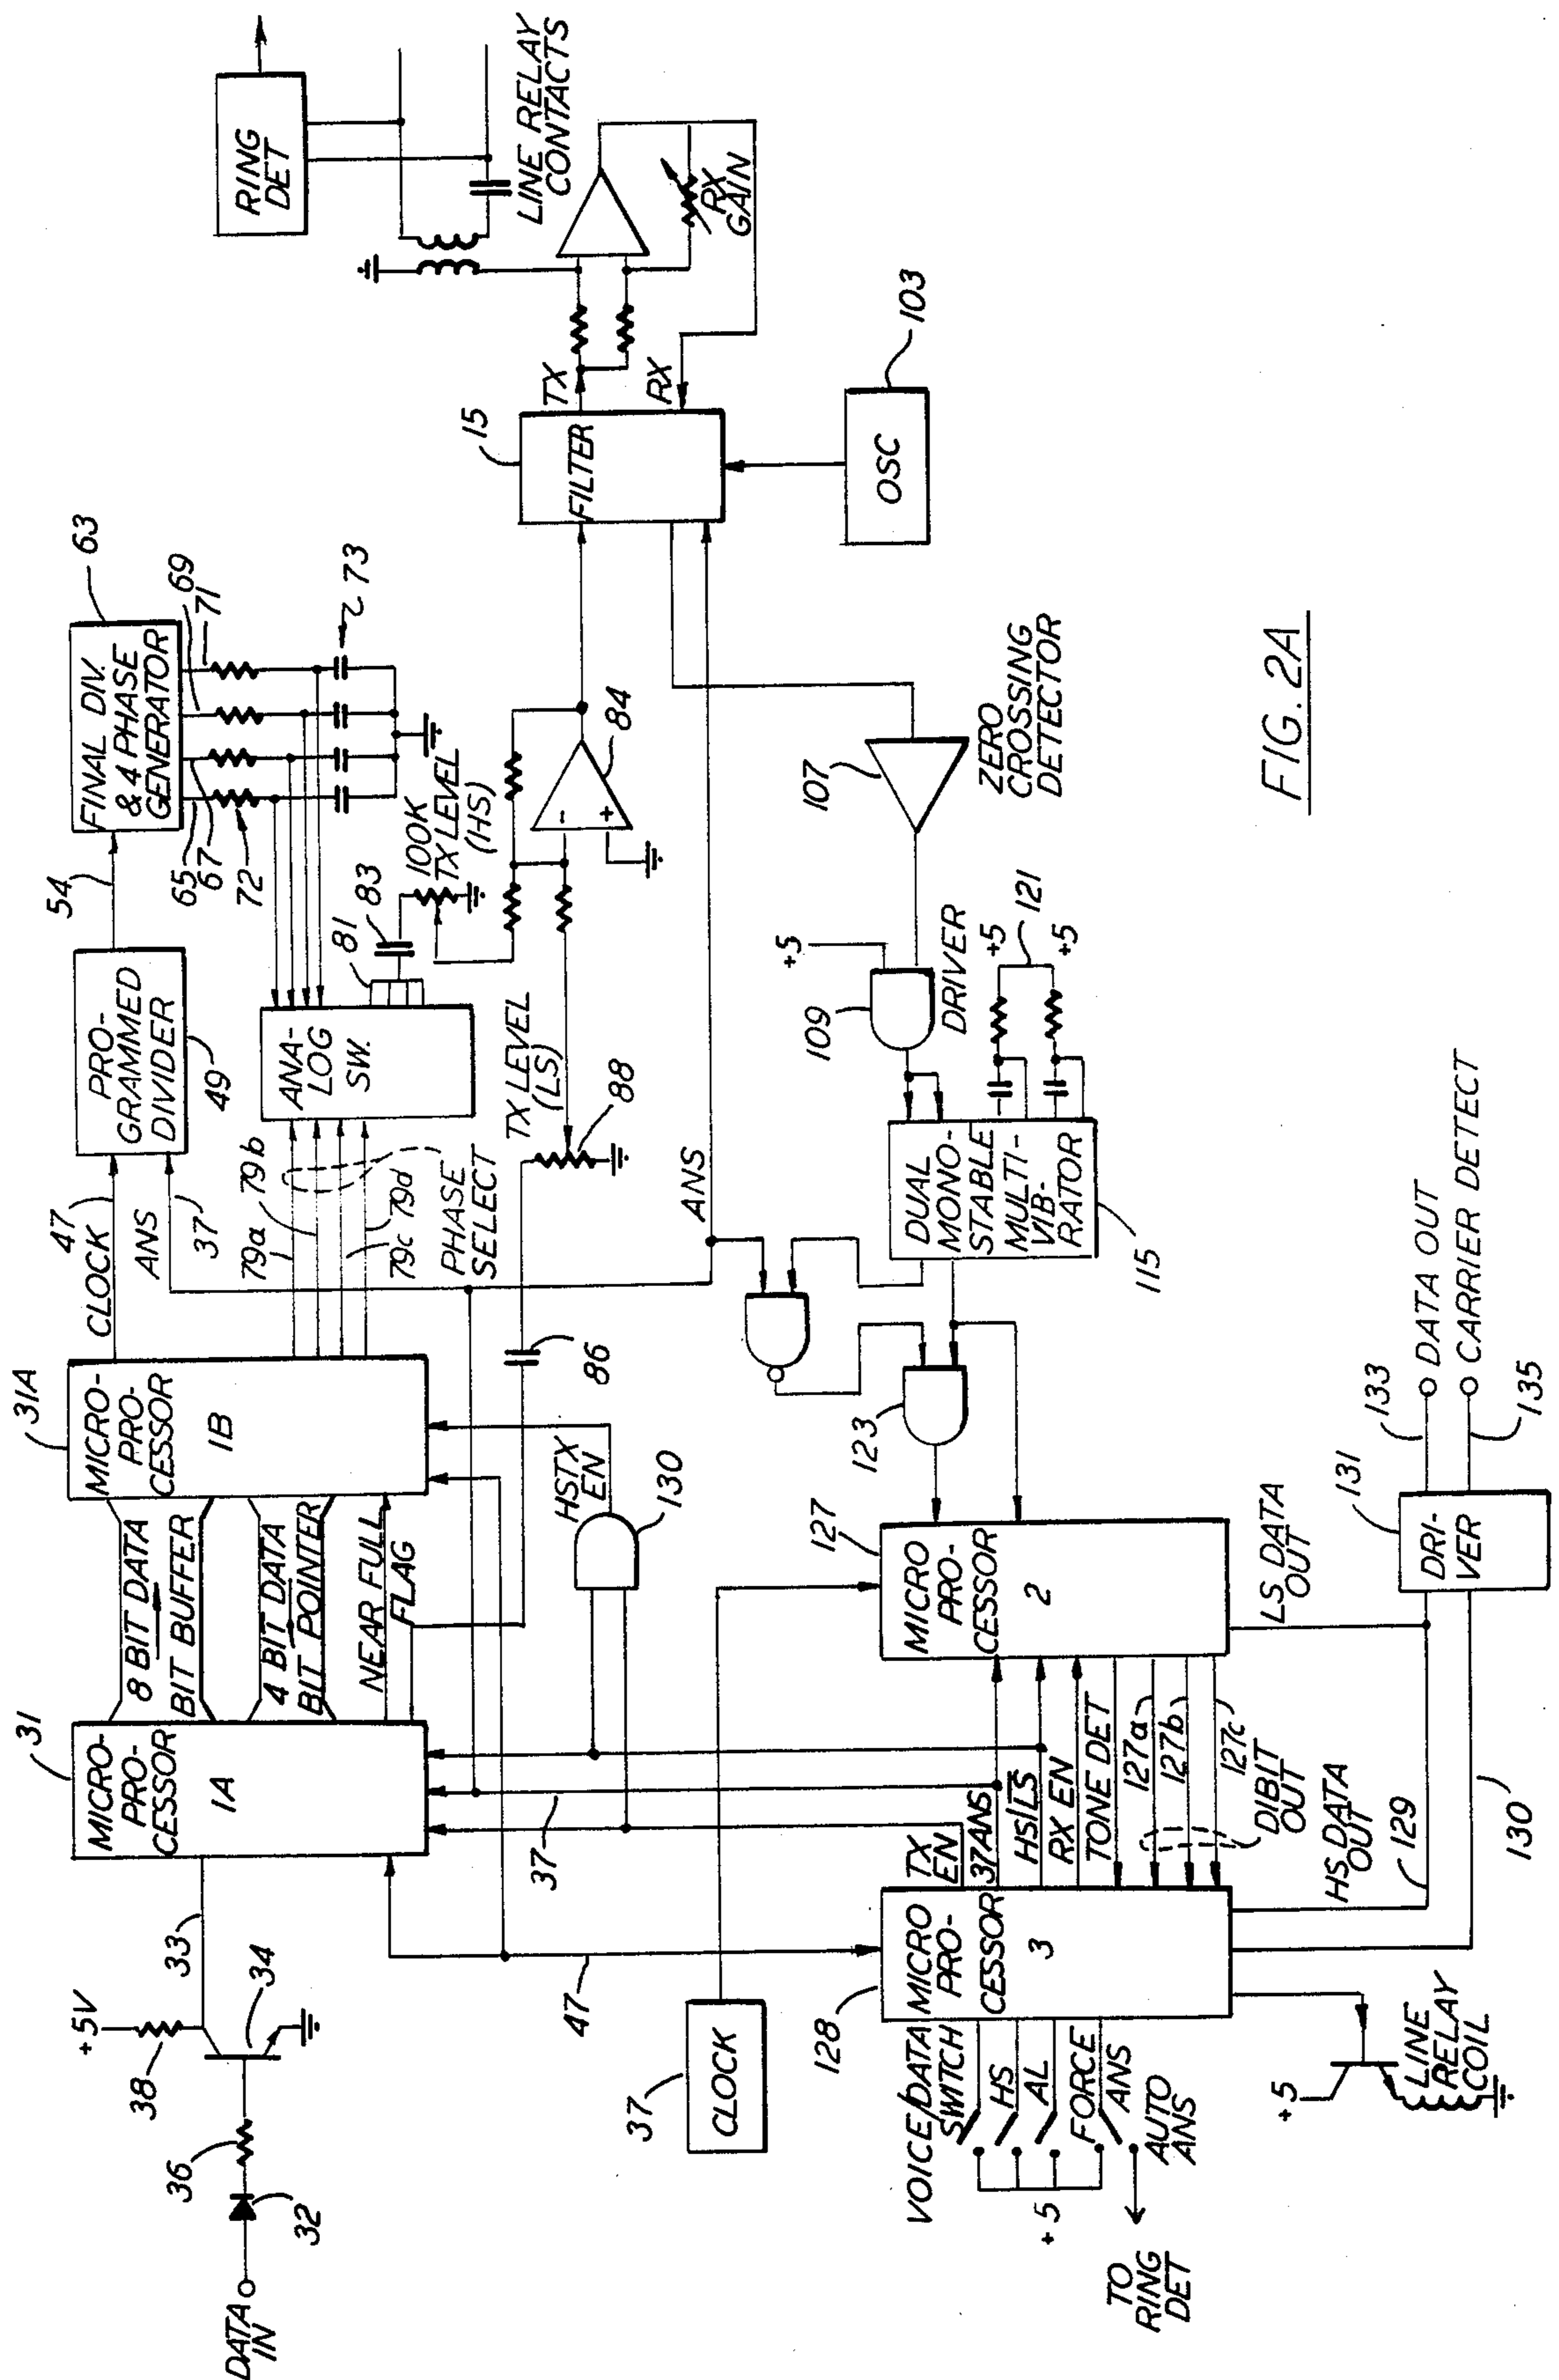 DATA
IN
32
36
38
+5V
34
33
31
MICRO-
PRO-
CESSOR
1A
8 BIT DATA
BIT BUFFER
4 BIT DATA
BIT POINTER
NEAR FULL
FLAG
31A
MICRO-
PRO-
CESSOR
1B
47
CLOCK
ANS
37
PRO-
GRAMMED
DIVIDER
49
54
FINAL DIV.
& 4 PHASE
GENERATOR
63
65
67
72
69
71
73
79a
79b
79c
79d
PHASE
SELECT
ANA-
LOG
SW.
81
83
100K
TX LEVEL
(HS)
86
TX LEVEL
(LS)
88
-
+
84
HSTX
EN
130
37
47
ANS
FILTER
15
TX
RX
OSC
103
RING
DET
LINE RELAY
CONTACTS
RX
GAIN
37
CLOCK
128
MICRO
PRO-
CESSOR
3
VOICE/DATA
SWITCH
HS
AL
FORCE
ANS
AUTO
ANS
+5
TO
RING
DET
+5
LINE
RELAY
COIL
TX
EN
37ANS
HS/LS
RX EN
TONE DET
127a
127b
127c
DIBIT
OUT
HS DATA
OUT
129
130
127
MICRO
PRO-
CESSOR
2
LS DATA
OUT
131
DRI-
VER
133
DATA OUT
CARRIER DETECT
135
123
DUAL
MONO-
STABLE
MULTI-
VIB-
RATOR
115
109
+5
DRIVER
+5
121
+5
107
ZERO
CROSSING
DETECTOR
FIG. 2A